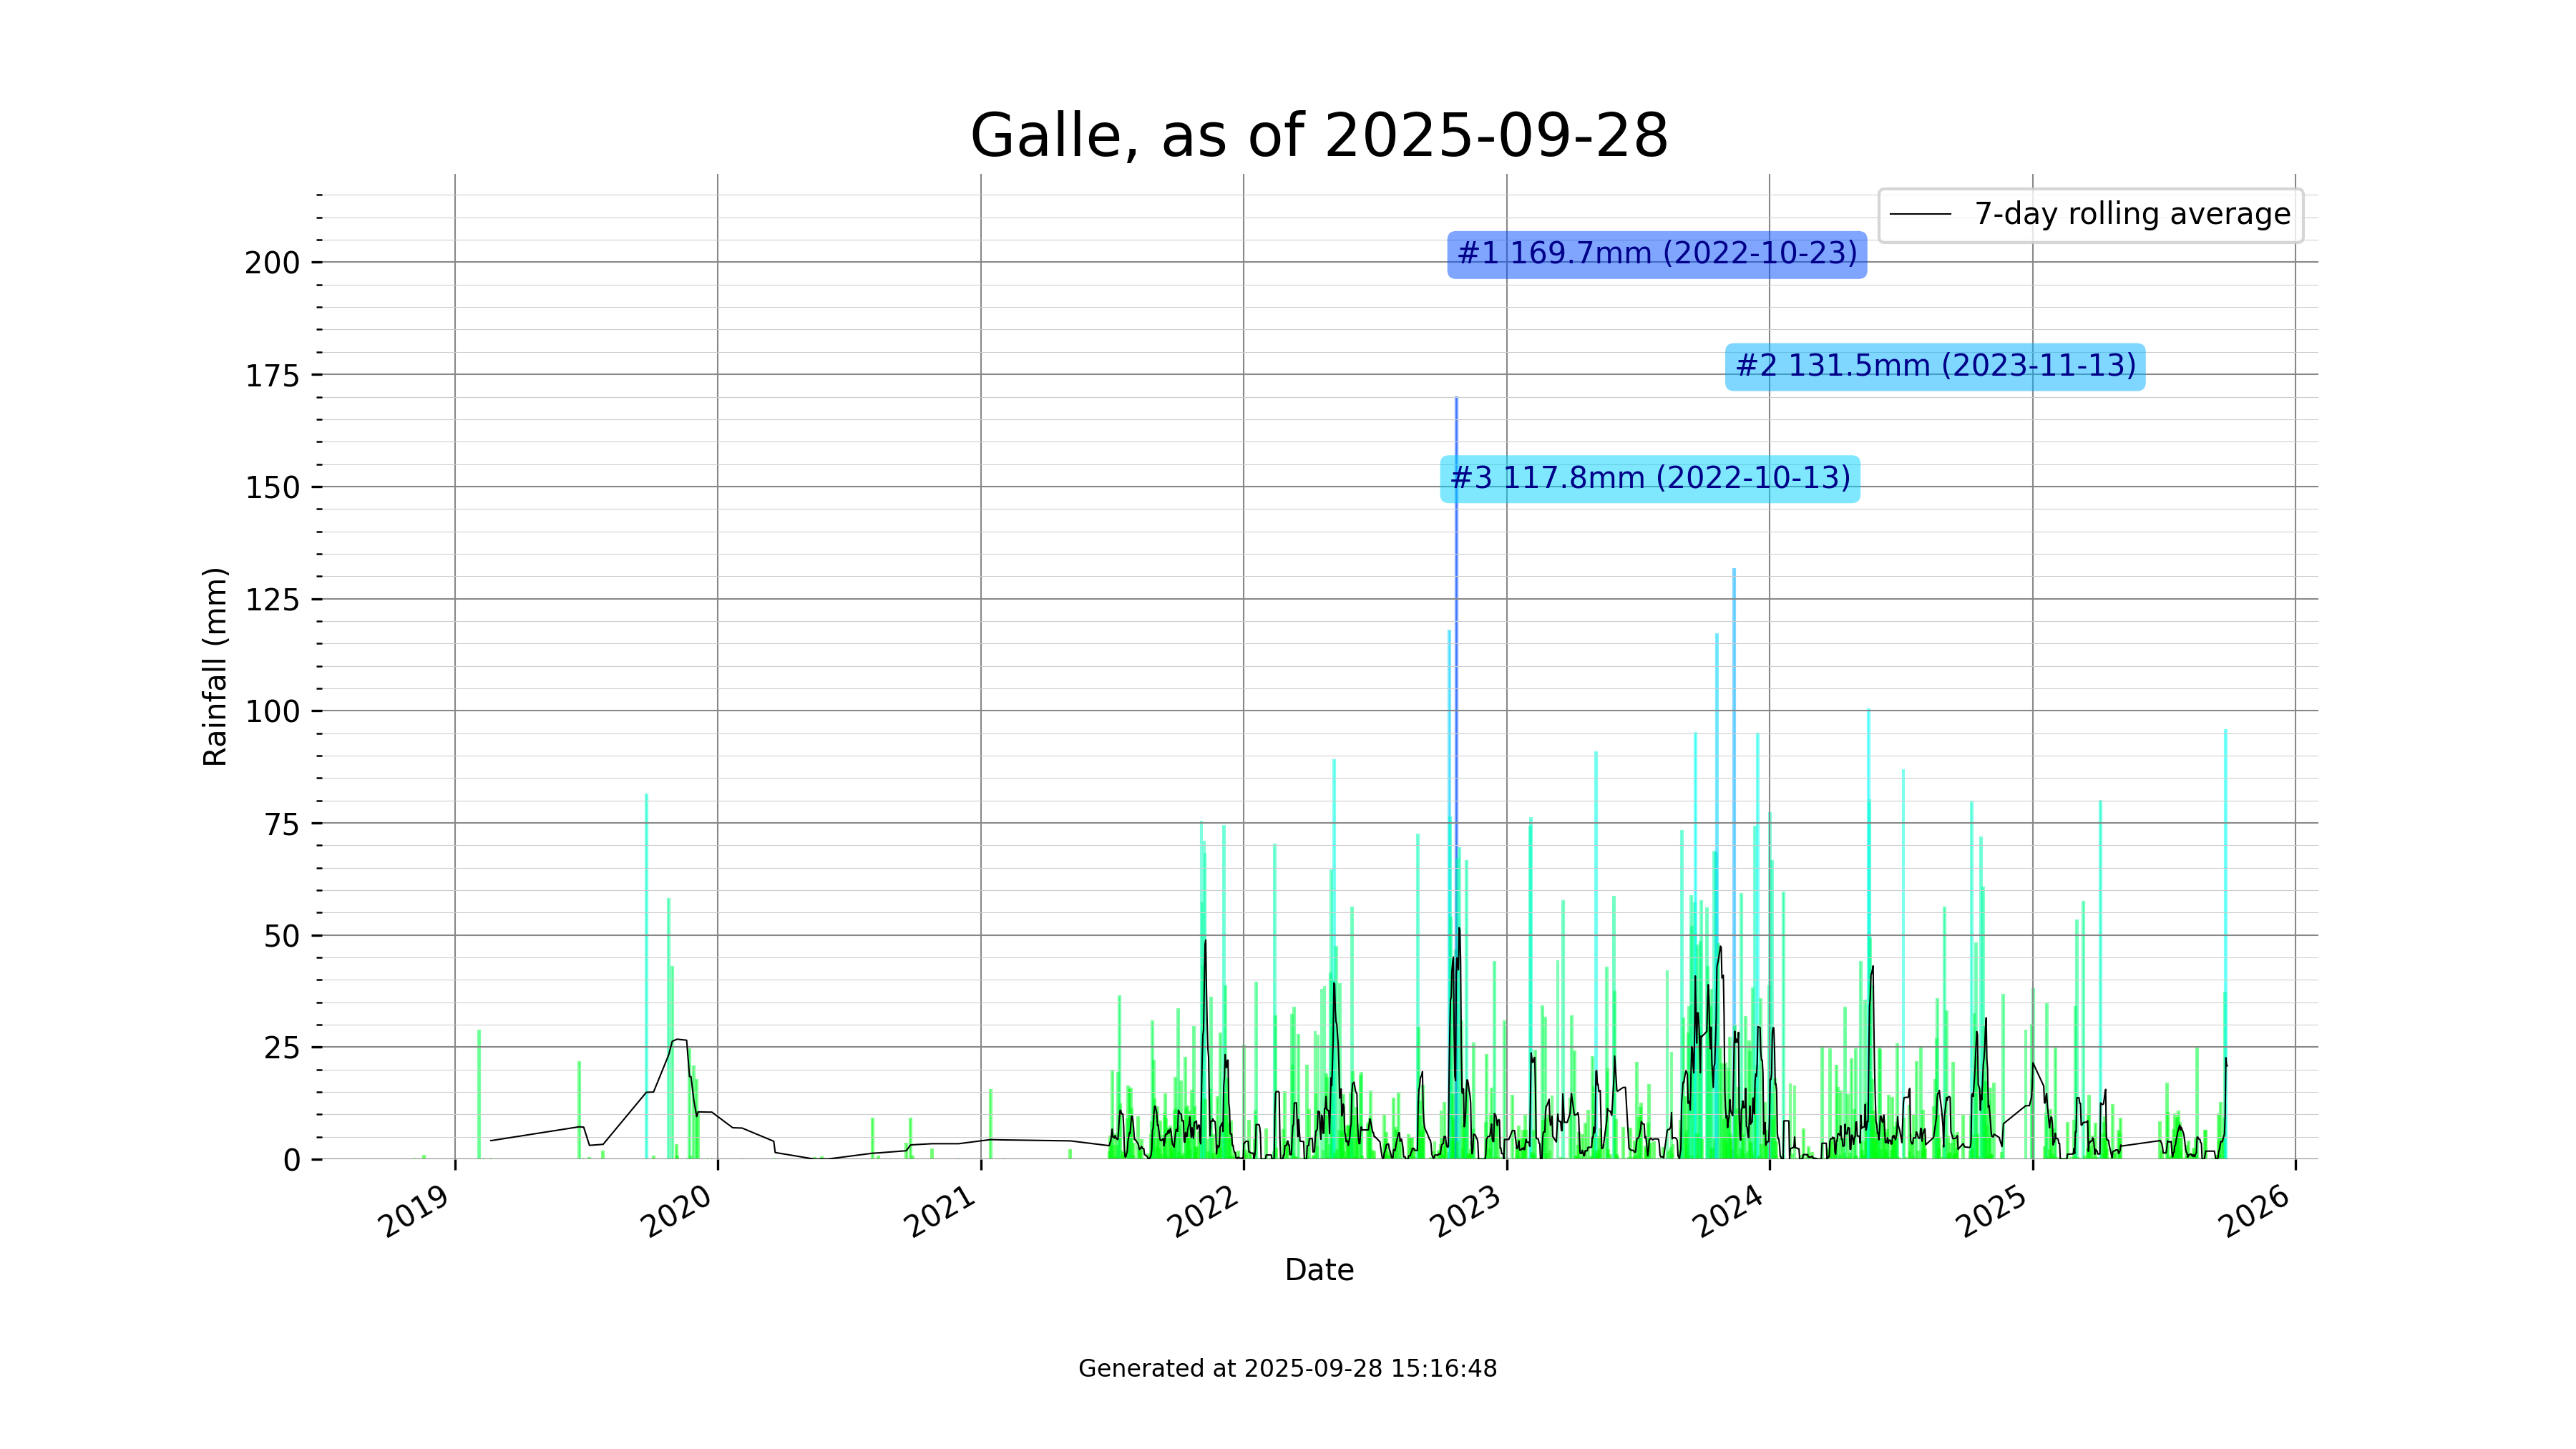 Galle, as of 2025-09-28
7-day rolling average
#1 169.7mm (2022-10-23)
#2 131.5mm (2023-11-13)
#3 117.8mm (2022-10-13)
Rainfall (mm)
200
175
150
125
100
75
50
25
0
2019 2020 2021 2022 2023 2024 2025 2026
Date
Generated at 2025-09-28 15:16:48